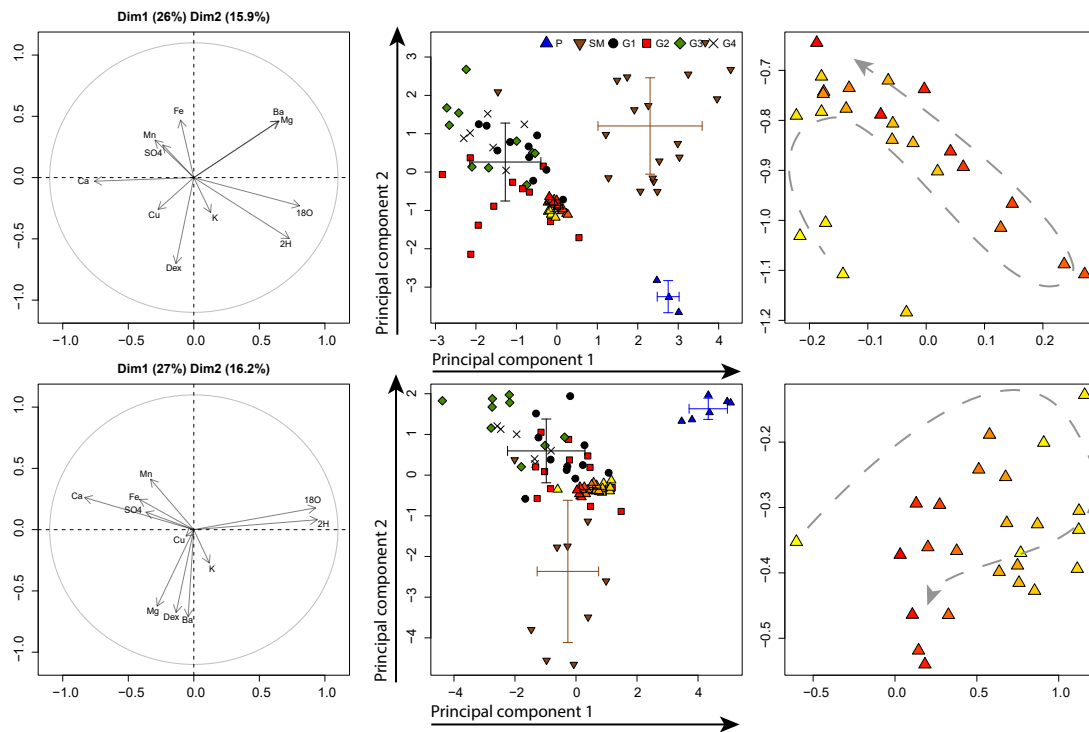 Dim1 (26%) Dim2 (15.9%)
1.0
0.5
0.0
−0.5
−1.0
−1.0 −0.5 0.0 0.5 1.0
Fe
Mn
SO4
Ca
Cu
K
Dex
Ba
Mg
18O
2H
Principal component 2
3
2
1
0
−1
−2
−3
P SM G1 G2 G3 G4
−3 −2 −1 0 1 2 3 4
Principal component 1
−0.7
−0.8
−0.9
−1.0
−1.1
−1.2
−0.2 −0.1 0.0 0.1 0.2
Dim1 (27%) Dim2 (16.2%)
1.0
0.5
0.0
−0.5
−1.0
−1.0 −0.5 0.0 0.5 1.0
Mn
Ca
Fe
SO4
Cu
18O
2H
K
Mg
Dex
Ba
Principal component 2
2
1
0
−1
−2
−3
−4
−4 −2 0 2 4
Principal component 1
−0.2
−0.3
−0.4
−0.5
−0.5 0.0 0.5 1.0